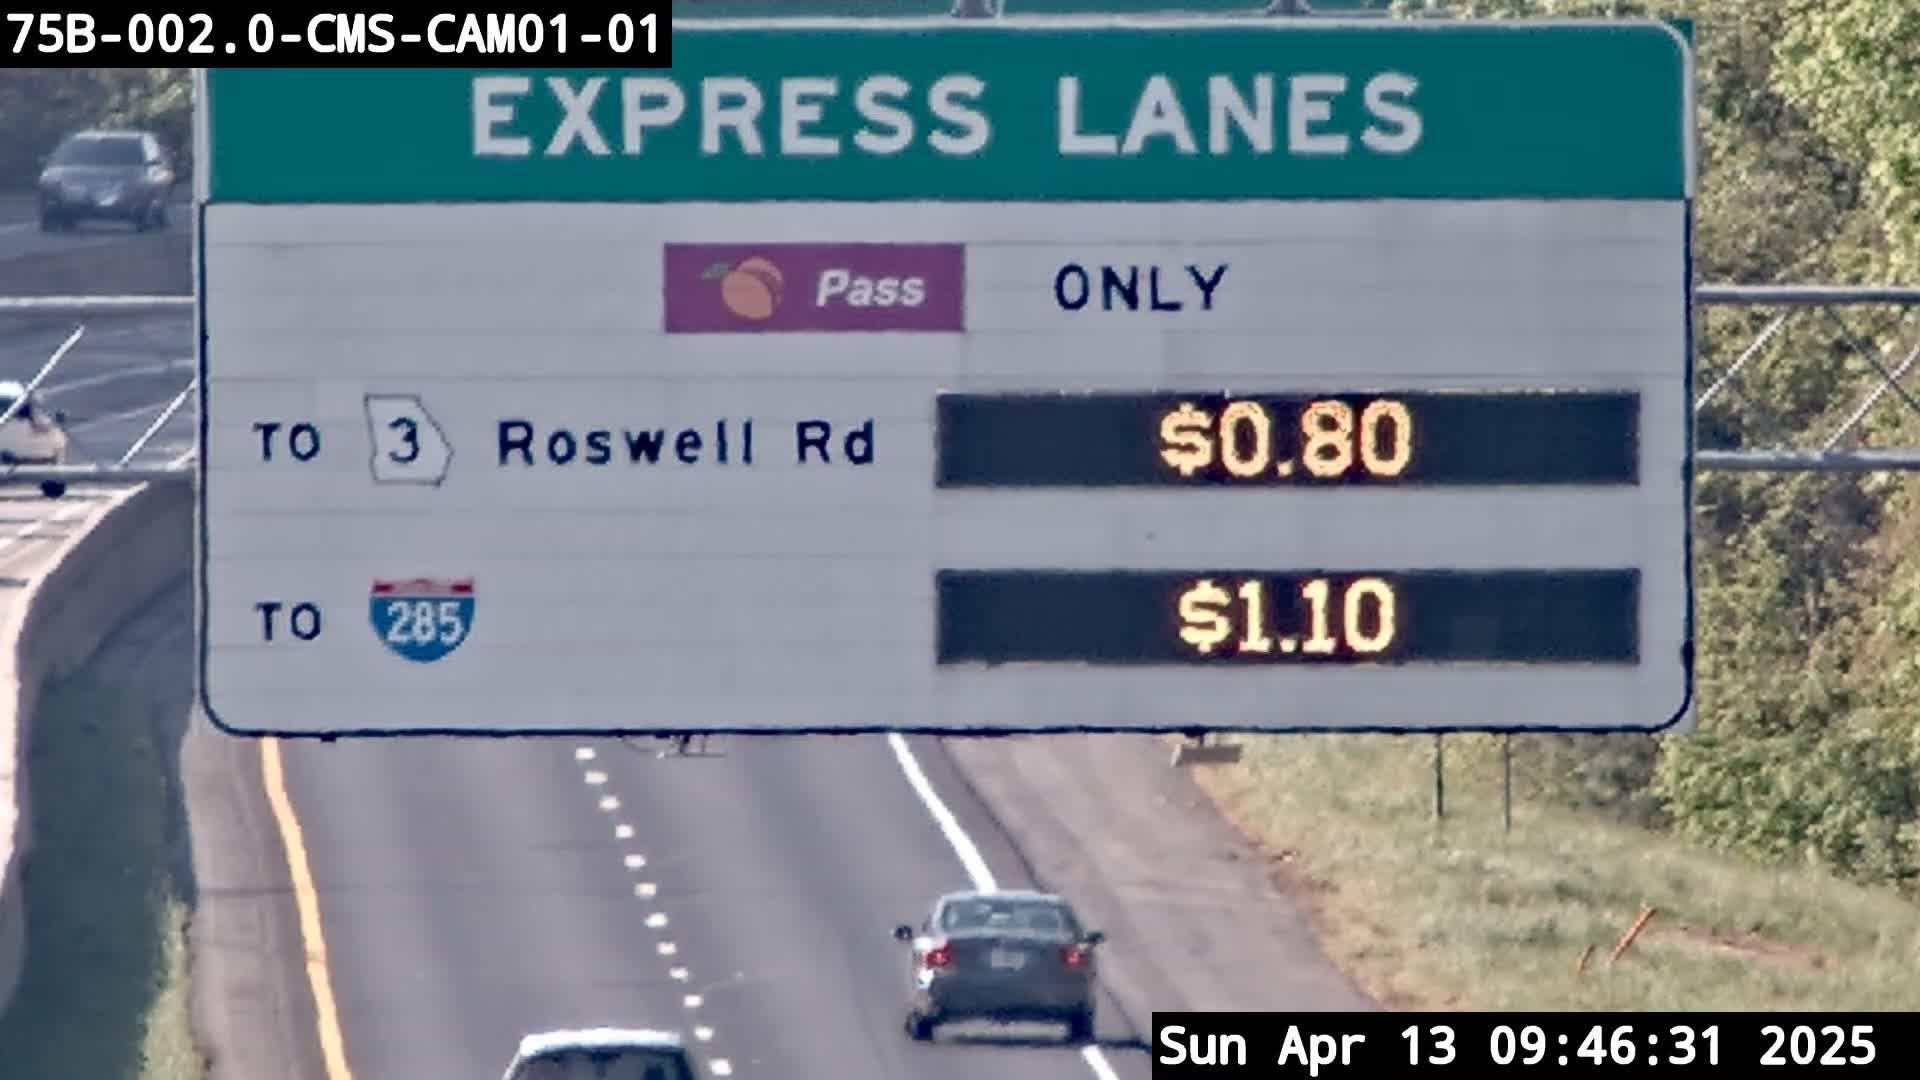 75B-002.0-CMS-CAM01-01
EXPRESS LANES
Pass ONLY
TO 3 Roswell Rd $0.80
TO 285 $1.10
Sun Apr 13 09:46:31 2025